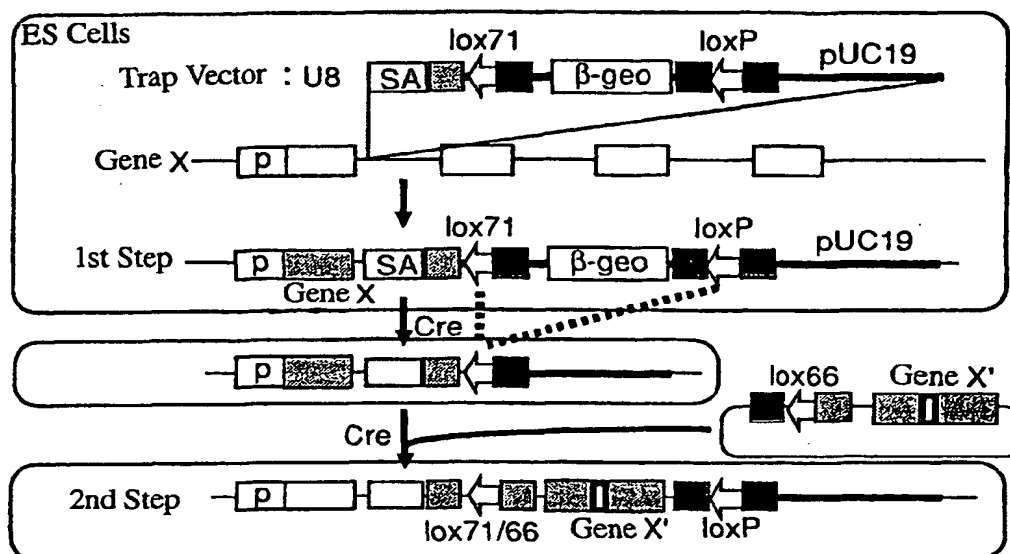 ES Cells
lox71 loxP pUC19
Trap Vector : U8 SA β-geo
Gene X p
lox71 loxP pUC19
1st Step p SA β-geo
Gene X
Cre
p
lox66 Gene X'
Cre
2nd Step p
lox71/66 Gene X' loxP